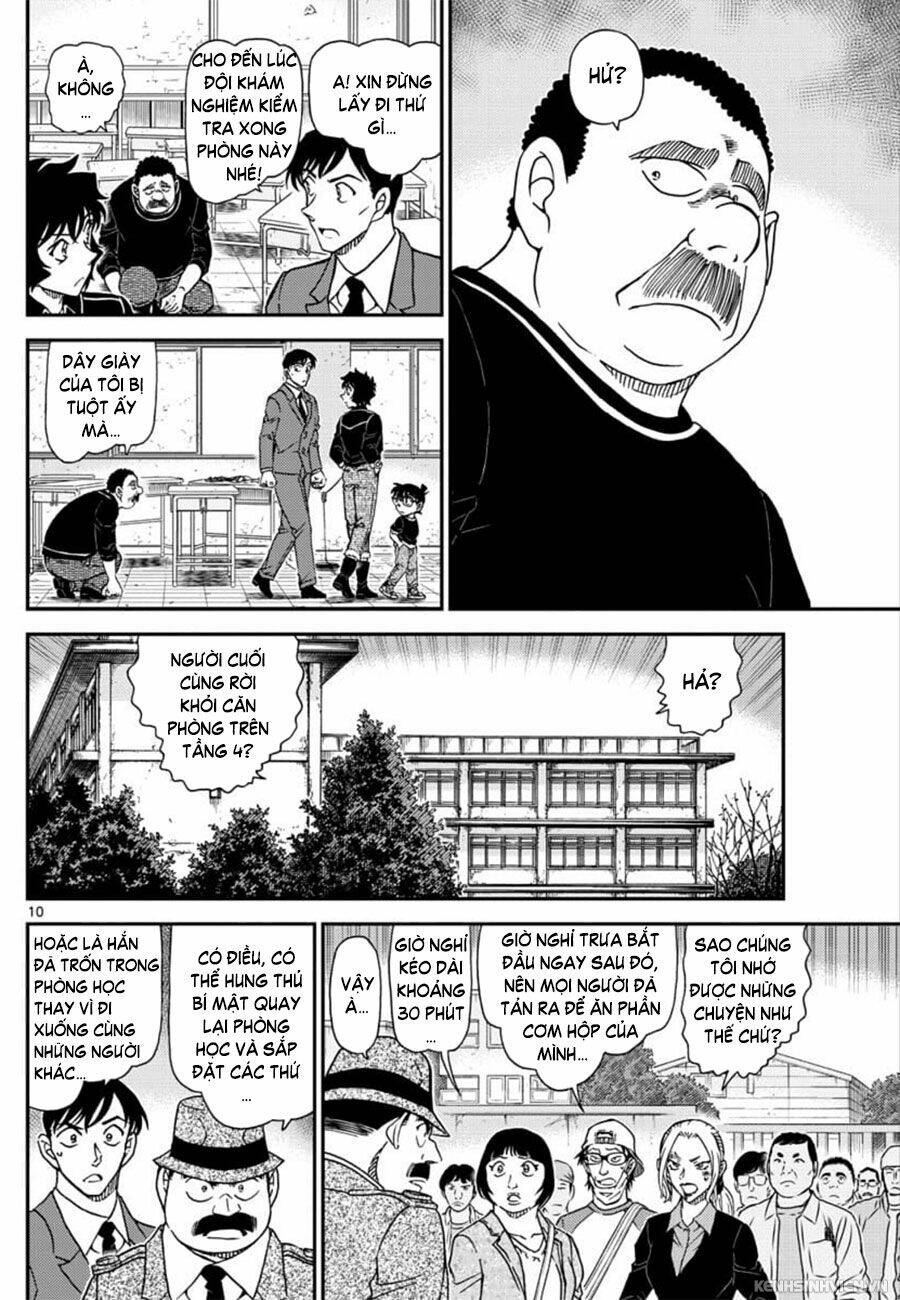 HỬ?
A! XIN ĐỪNG
LẤY ĐI THỨ
GÌ...
CHO ĐẾN LÚC
ĐỘI KHÁM
NGHIỆM KIỂM
TRA XONG
PHÒNG NÀY
NHÉ!
À,
KHÔNG
...
DÂY GIÀY
CỦA TÔI BỊ
TUỘT ẤY
MÀ...
HẢ?
NGƯỜI CUỐI
CÙNG RỜI
KHỎI CĂN
PHÒNG TRÊN
TẦNG 4?
10
SAO CHÚNG
TÔI NHỚ
ĐƯỢC NHỮNG
CHUYỆN NHƯ
THẾ CHỨ?
GIỜ NGHỈ TRƯA BẮT
ĐẦU NGAY SAU ĐÓ,
NÊN MỌI NGƯỜI ĐÃ
TẢN RA ĐỂ ĂN PHẦN
CƠM HỘP CỦA
MÌNH...
GIỜ NGHỈ
KÉO DÀI
KHOẢNG
30 PHÚT
...
VẬY
À...
CÓ ĐIỀU, CÓ
THỂ HUNG THỦ
BÍ MẬT QUAY
LẠI PHÒNG
HỌC VÀ SẮP
ĐẶT CÁC THỨ
...
HOẶC LÀ HẮN
ĐÃ TRỐN TRONG
PHÒNG HỌC
THAY VÌ ĐI
XUỐNG CÙNG
NHỮNG NGƯỜI
KHÁC...
KENHSINHVIEN.VN